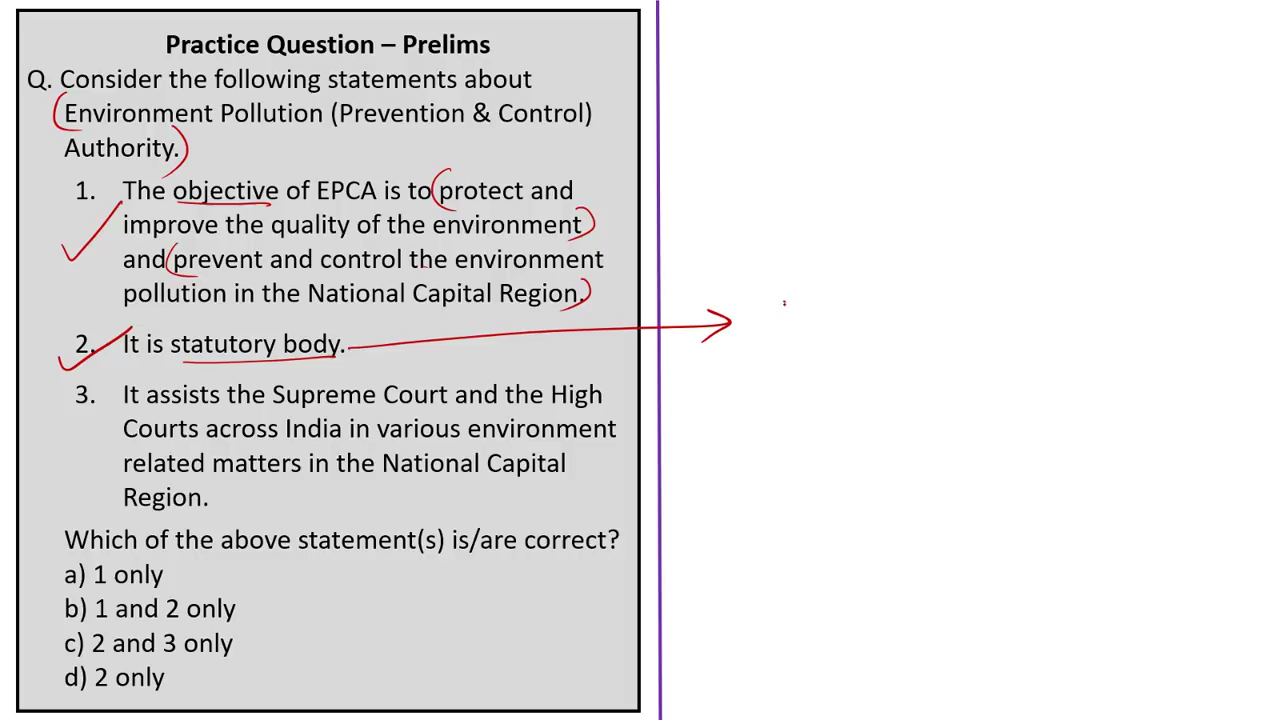 Practice Question – Prelims
Q. Consider the following statements about
Environment Pollution (Prevention & Control)
Authority.
1. The objective of EPCA is to protect and
improve the quality of the environment
and prevent and control the environment
pollution in the National Capital Region.
2. It is statutory body.
3. It assists the Supreme Court and the High
Courts across India in various environment
related matters in the National Capital
Region.
Which of the above statement(s) is/are correct?
a) 1 only
b) 1 and 2 only
c) 2 and 3 only
d) 2 only